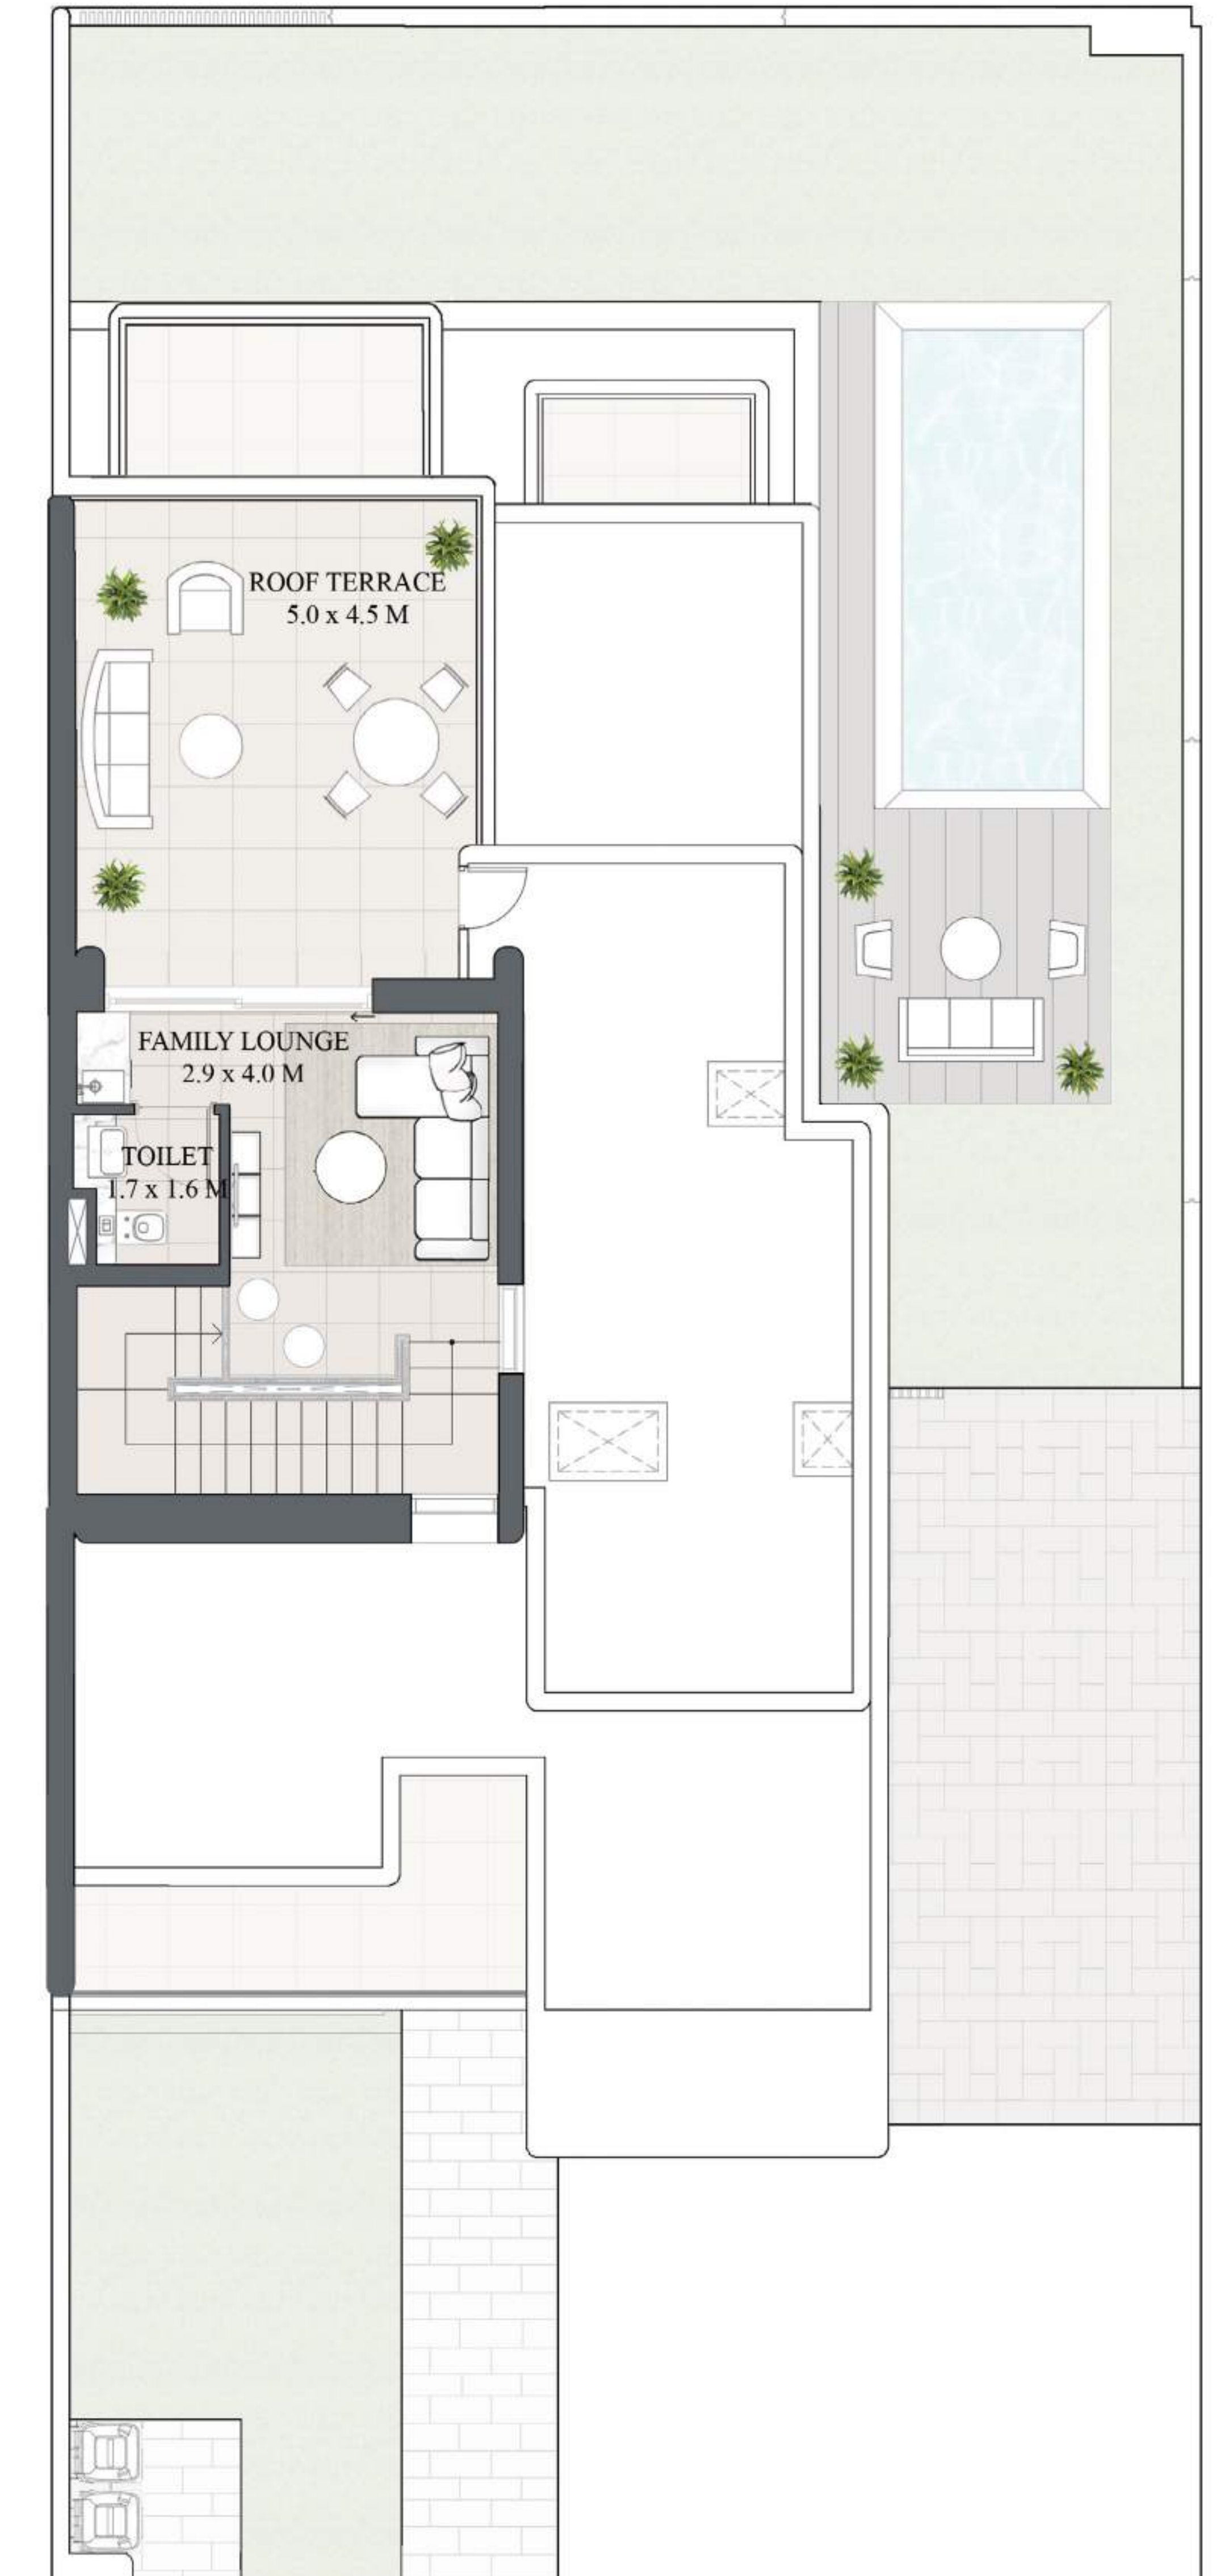 ROOF TERRACE
5.0 x 4.5 M
FAMILY LOUNGE
2.9 x 4.0 M
TOILET
1.7 x 1.6 M